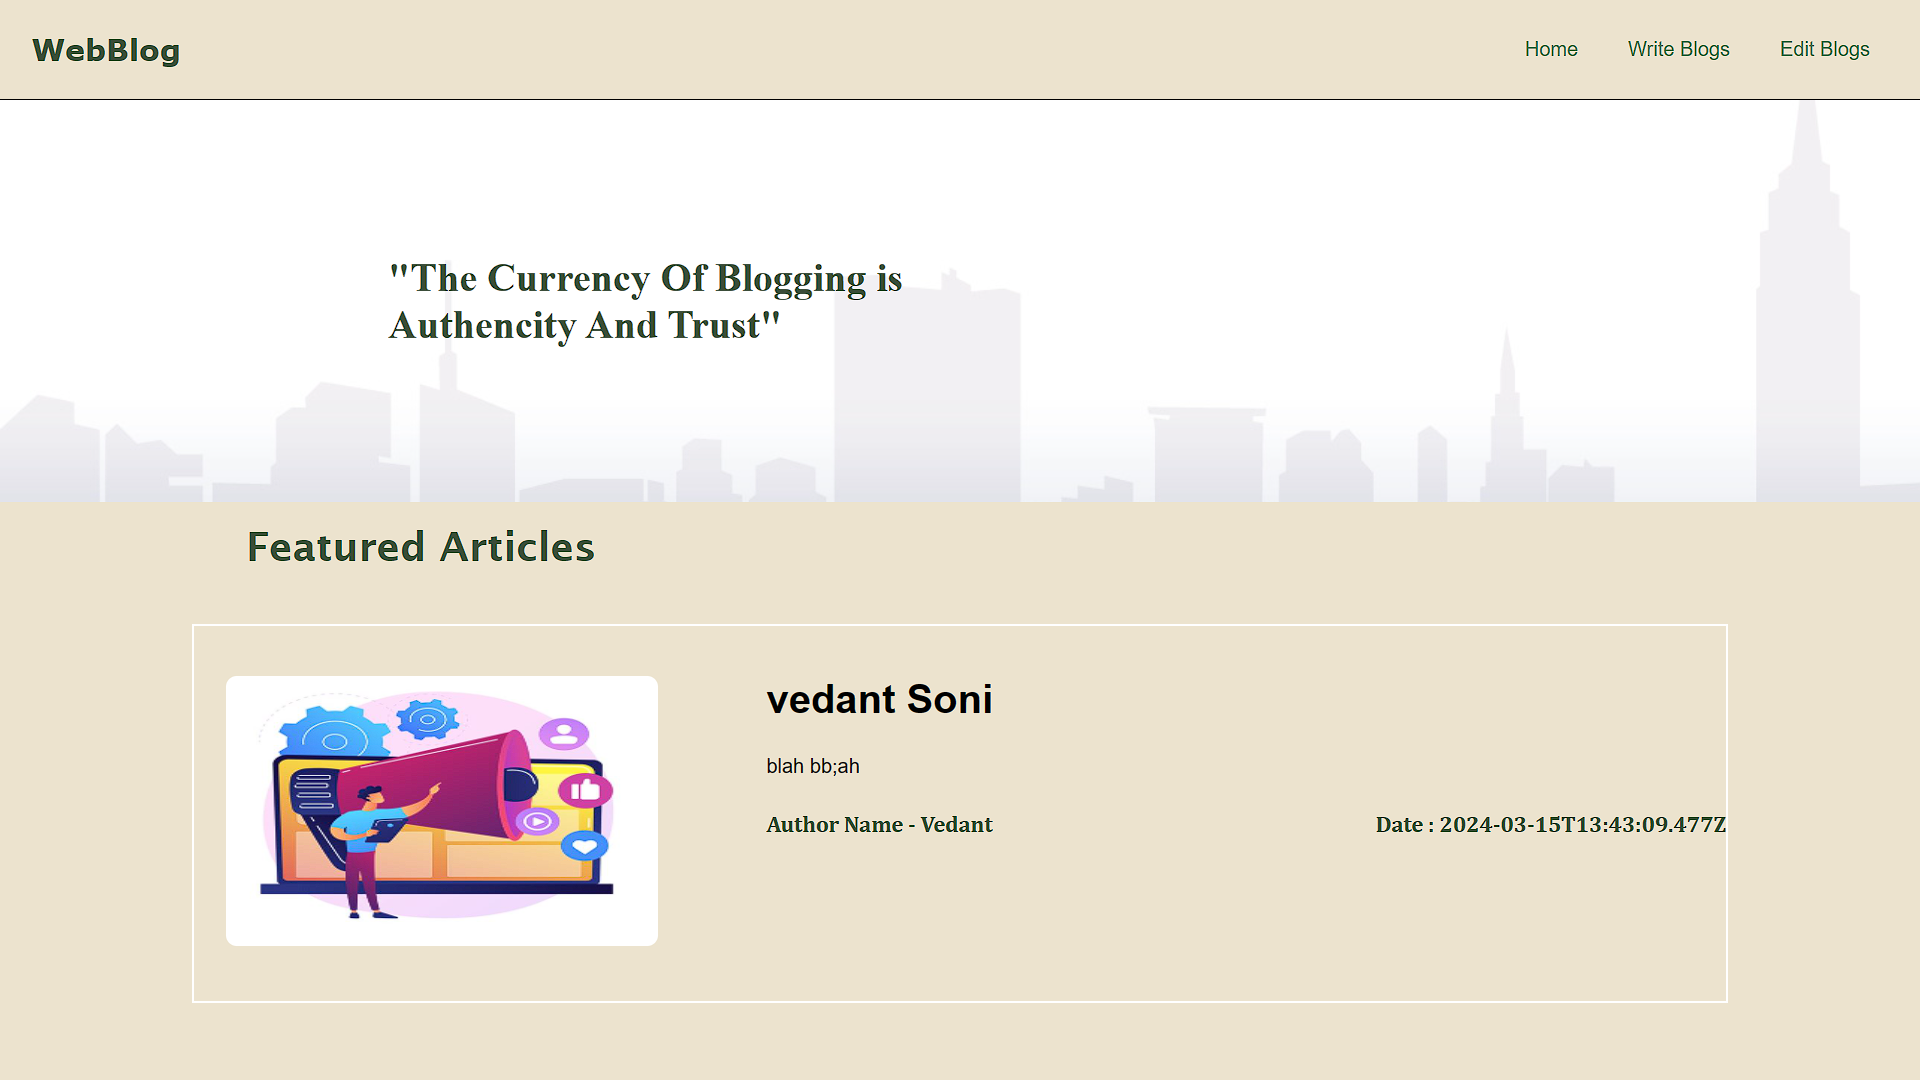 WebBlog
Home
Write Blogs
Edit Blogs
"The Currency Of Blogging is
Authencity And Trust"
Featured Articles
vedant Soni
blah bb;ah
Author Name - Vedant
Date : 2024-03-15T13:43:09.477Z